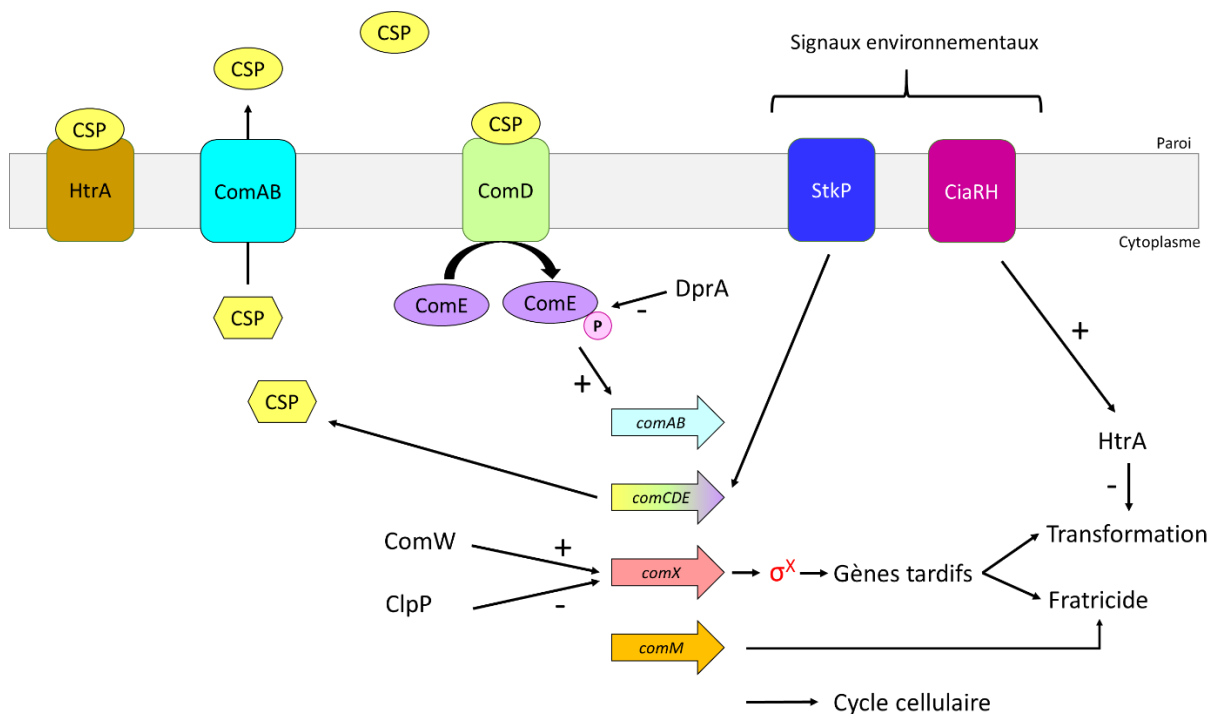 CSP
Signaux environnementaux
CSP
CSP
CSP
Paroi
HtrA
ComAB
ComD
StkP
CiaRH
Cytoplasme
ComE
ComE
P
DprA
-
CSP
+
+
CSP
comAB
HtrA
-
comCDE
ComW
+
Transformation
comX
σX
Gènes tardifs
ClpP
-
Fratricide
comM
Cycle cellulaire